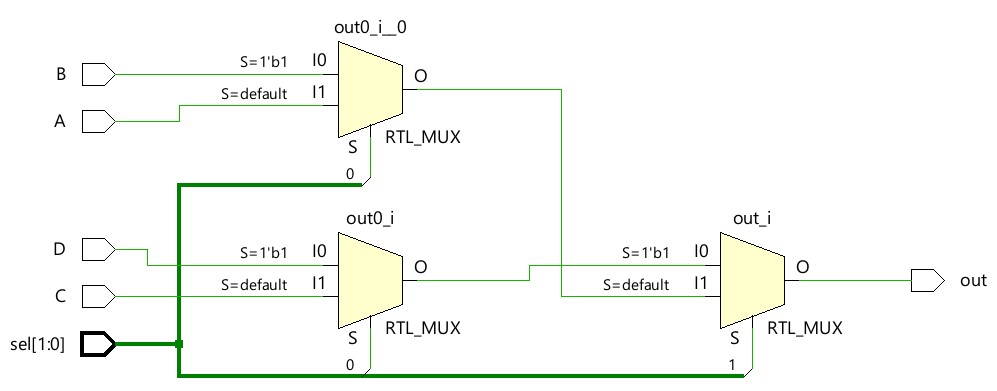 out0_i__0
B
S=1'b1
I0
O
A
S=default
I1
S
RTL_MUX
0
out0_i
D
S=1'b1
I0
O
C
S=default
I1
S
RTL_MUX
0
out_i
S=1'b1
I0
O
S=default
I1
S
RTL_MUX
1
out
sel[1:0]